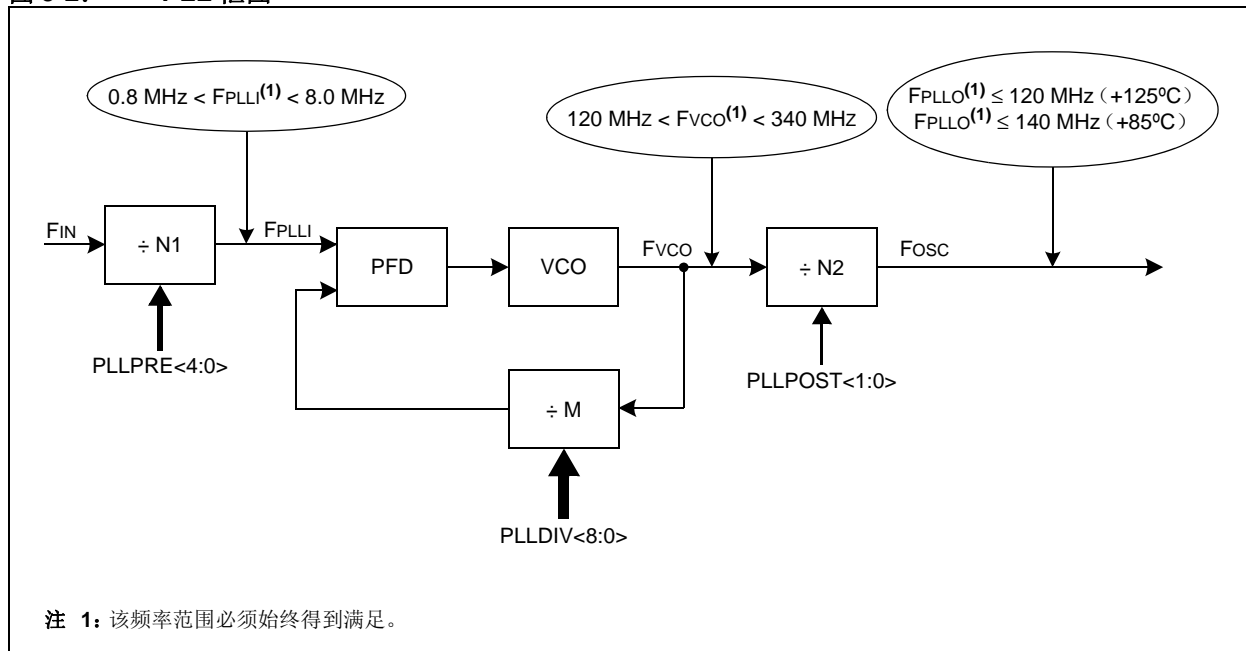 0.8 MHz < FPLLI(1) < 8.0 MHz
120 MHz < FVCO(1) < 340 MHz
FPLLO(1) ≤ 120 MHz（+125ºC）
FPLLO(1) ≤ 140 MHz（+85ºC）
FIN
÷ N1
FPLLI
PFD
VCO
FVCO
÷ N2
FOSC
PLLPRE<4:0>
÷ M
PLLPOST<1:0>
PLLDIV<8:0>
注 1: 该频率范围必须始终得到满足。